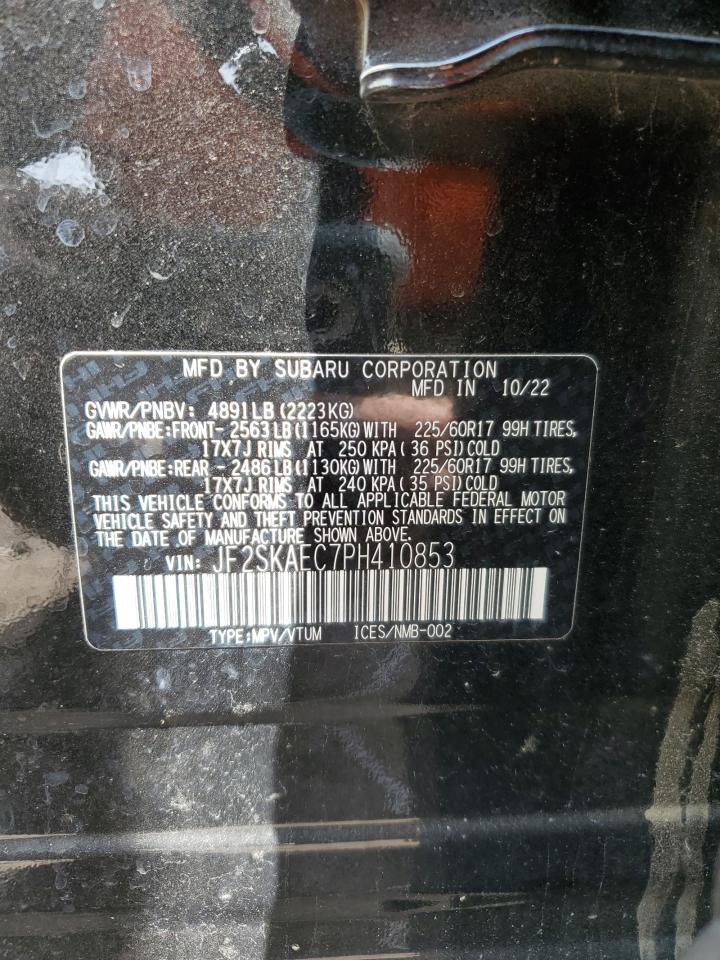 MFD BY SUBARU CORPORATION
MFD IN 10/22
GVWR/PNBV: 4891LB(2223KG)
GAWR/PNBE:FRONT-2563LB(1165KG)WITH 225/60R17 99H TIRES,
17X7J RIMS AT 250 KPA(36 PSI)COLD
GAWR/PNBE:REAR -2486LB(1130KG)WITH 225/60R17 99H TIRES,
17X7J RIMS AT 240 KPA(35 PSI)COLD
THIS VEHICLE CONFORMS TO ALL APPLICABLE FEDERAL MOTOR
VEHICLE SAFETY AND THEFT PREVENTION STANDARDS IN EFFECT ON
THE DATE OF MANUFACTURE SHOWN ABOVE.
VIN: JF2SKAEC7PH410853
TYPE:MPV/VTUM ICES/NMB-002